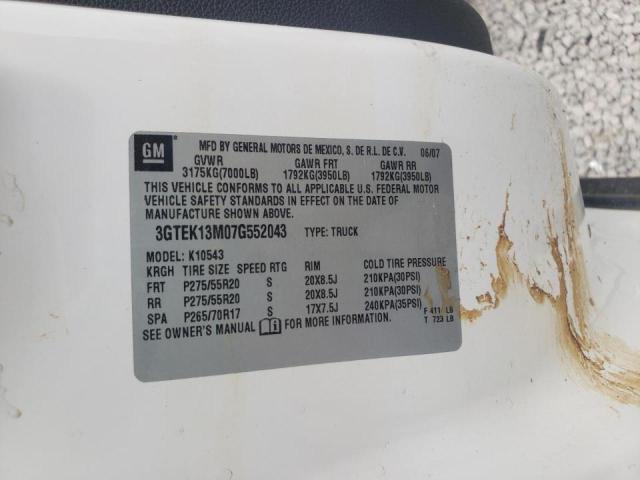 GM
MFD BY GENERAL MOTORS DE MEXICO, S. DE R.L. DE C.V. 06/07
GVWR GAWR FRT GAWR RR
3175KG(7000LB) 1792KG(3950LB) 1792KG(3950LB)
THIS VEHICLE CONFORMS TO ALL APPLICABLE U.S. FEDERAL MOTOR
VEHICLE SAFETY STANDARDS IN EFFECT ON THE DATE OF
MANUFACTURE SHOWN ABOVE.
3GTEK13M07G552043 TYPE: TRUCK
MODEL: K10543
KRGH TIRE SIZE SPEED RTG RIM COLD TIRE PRESSURE
FRT P275/55R20 S 20X8.5J 210KPA(30PSI)
RR P275/55R20 S 20X8.5J 210KPA(30PSI)
SPA P265/70R17 S 17X7.5J 240KPA(35PSI)
SEE OWNER'S MANUAL FOR MORE INFORMATION. F LB
T 723 LB